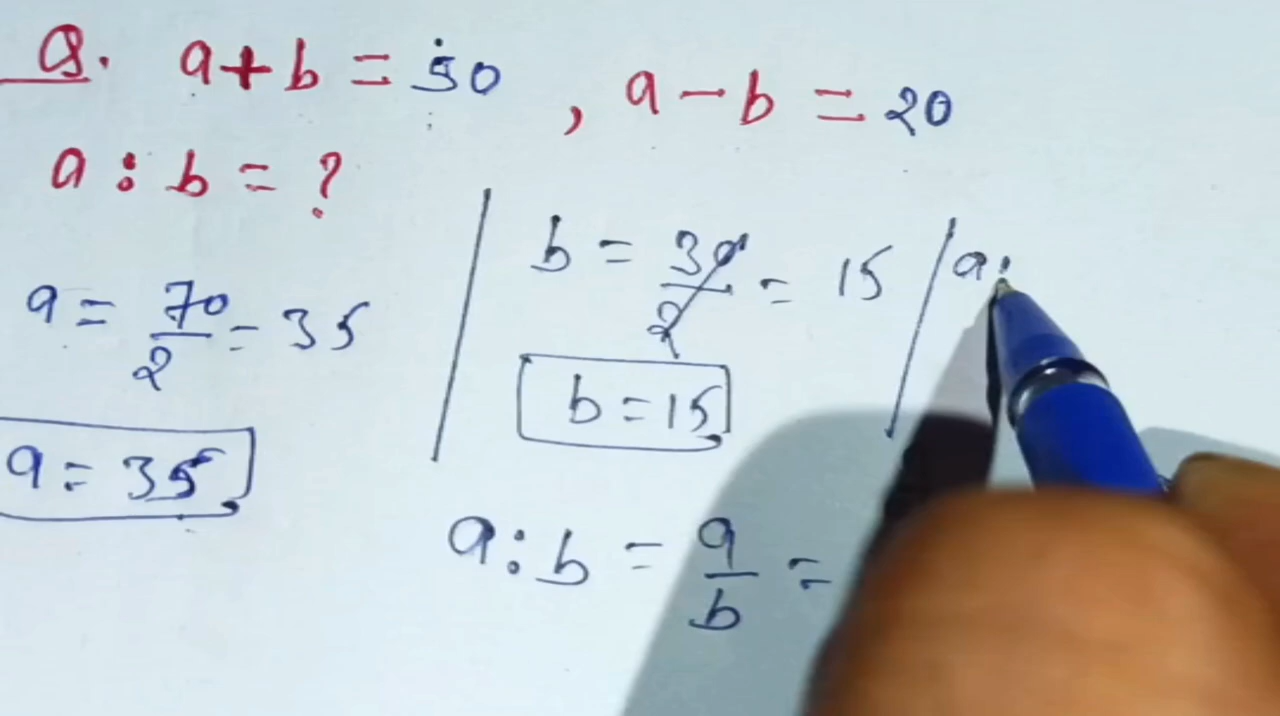 Q. a+b = 50 , a-b = 20
a : b = ?
a = 70/2 = 35
a = 35
b = 30/2 = 15
b = 15
a:
a : b = a/b =